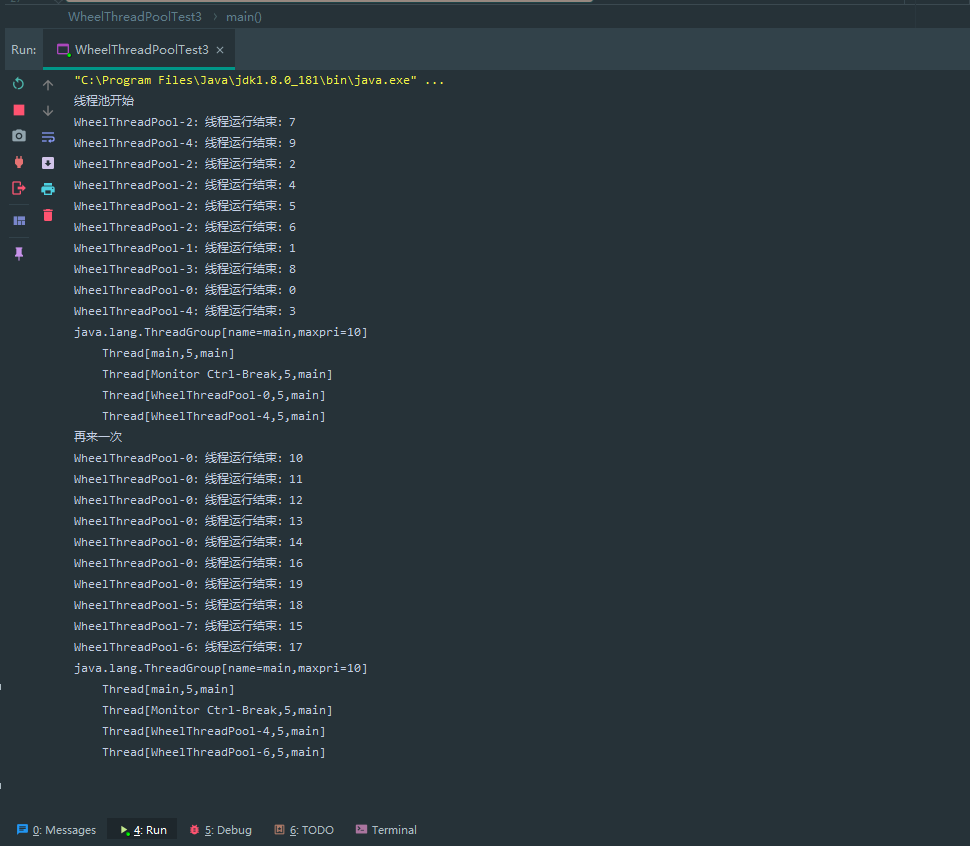 WheelThreadPoolTest3 › main()
Run: WheelThreadPoolTest3 ×
"C:\Program Files\Java\jdk1.8.0_181\bin\java.exe" ...
线程池开始
WheelThreadPool-2: 线程运行结束: 7
WheelThreadPool-4: 线程运行结束: 9
WheelThreadPool-2: 线程运行结束: 2
WheelThreadPool-2: 线程运行结束: 4
WheelThreadPool-2: 线程运行结束: 5
WheelThreadPool-2: 线程运行结束: 6
WheelThreadPool-1: 线程运行结束: 1
WheelThreadPool-3: 线程运行结束: 8
WheelThreadPool-0: 线程运行结束: 0
WheelThreadPool-4: 线程运行结束: 3
java.lang.ThreadGroup[name=main,maxpri=10]
    Thread[main,5,main]
    Thread[Monitor Ctrl-Break,5,main]
    Thread[WheelThreadPool-0,5,main]
    Thread[WheelThreadPool-4,5,main]
再来一次
WheelThreadPool-0: 线程运行结束: 10
WheelThreadPool-0: 线程运行结束: 11
WheelThreadPool-0: 线程运行结束: 12
WheelThreadPool-0: 线程运行结束: 13
WheelThreadPool-0: 线程运行结束: 14
WheelThreadPool-0: 线程运行结束: 16
WheelThreadPool-0: 线程运行结束: 19
WheelThreadPool-5: 线程运行结束: 18
WheelThreadPool-7: 线程运行结束: 15
WheelThreadPool-6: 线程运行结束: 17
java.lang.ThreadGroup[name=main,maxpri=10]
    Thread[main,5,main]
    Thread[Monitor Ctrl-Break,5,main]
    Thread[WheelThreadPool-4,5,main]
    Thread[WheelThreadPool-6,5,main]
0: Messages 4: Run 5: Debug 6: TODO Terminal